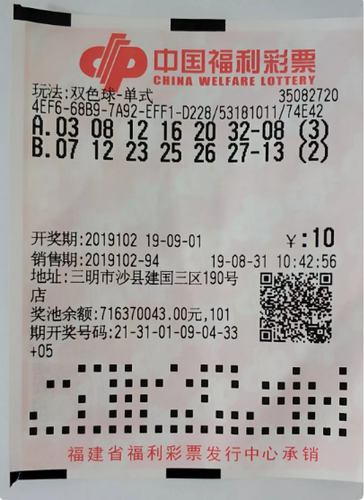 中国福利彩票
CHINA WELFARE LOTTERY
玩法:双色球-单式 35082720
4EF6-68B9-7A92-EFF1-D228/53181011/74E42
A.03 08 12 16 20 32-08 (3)
B.07 12 23 25 26 27-13 (2)
开奖期:2019102 19-09-01 ￥:10
销售期:2019102-94 19-08-31 10:42:56
地址:三明市沙县建国三区190号
店
奖池余额:716370043.00元,101
期开奖号码:21-31-01-09-04-33
+05
福建省福利彩票发行中心承销